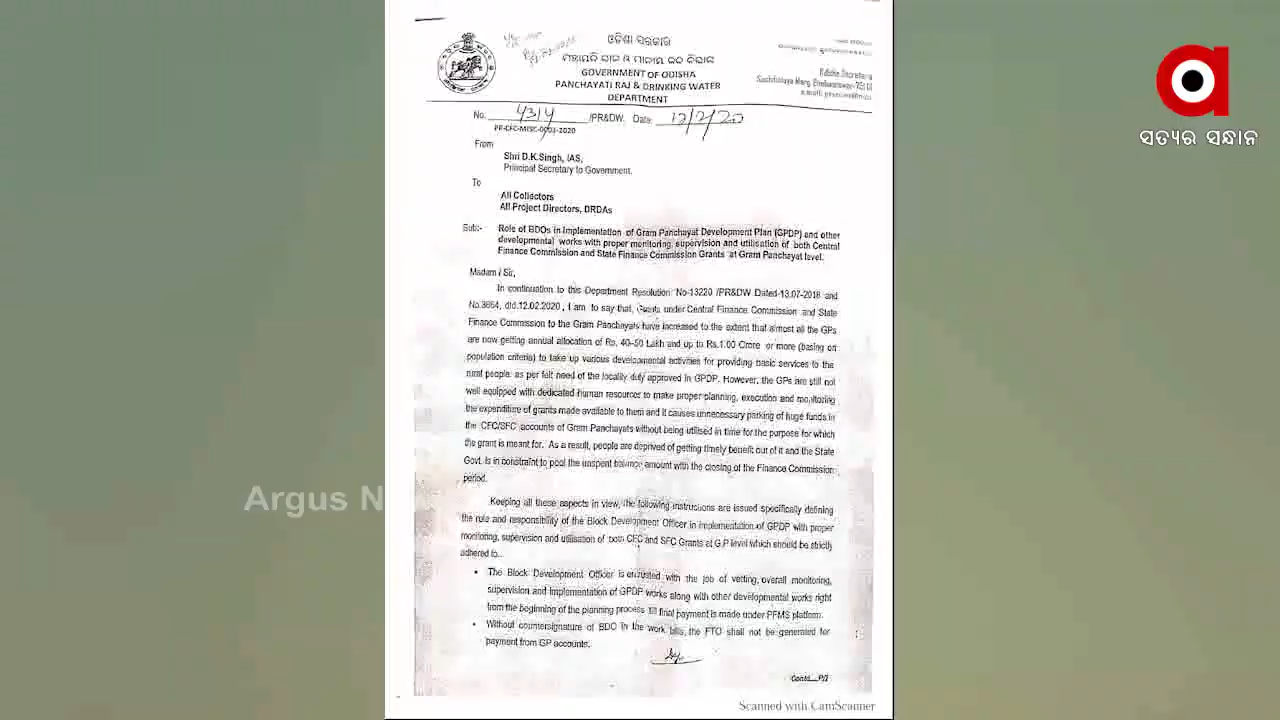 ଓଡ଼ିଶା ସରକାର
ପଞ୍ଚାୟତି ରାଜ ଓ ପାନୀୟ ଜଳ ବିଭାଗ
GOVERNMENT OF ODISHA
PANCHAYATI RAJ & DRINKING WATER
DEPARTMENT
Odisha Secretariat
Sachivalaya Marg, Bhubaneswar-751
No. 4314 /PR&DW, Date 12/2/20
PR-CFC-MISC-0003-2020
From
Shri D.K.Singh, IAS,
Principal Secretary to Government.
To
All Collectors
All Project Directors, DRDAs
Sub:- Role of BDOs in Implementation of Gram Panchayat Development Plan (GPDP) and other
developmental works with proper monitoring, supervision and utilisation of both Central
Finance Commission and State Finance Commission Grants at Gram Panchayat level.
Madam / Sir,
In continuation to this Department Resolution No-13220 /PR&DW Dated-13.07-2018 and
No.3664, dtd.12.02.2020 , I am to say that, Grants under Central Finance Commission and State
Finance Commission to the Gram Panchayats have increased to the extent that almost all the GPs
are now getting annual allocation of Rs. 40-50 Lakh and up to Rs.1.00 Crore or more (basing on
population criteria) to take up various developmental activities for providing basic services to the
rural people as per felt need of the locality duly approved in GPDP. However, the GPs are still not
well equipped with dedicated human resources to make proper planning, execution and monitoring
the expenditure of grants made available to them and it causes unnecessary parking of huge funds in
the CFC/SFC accounts of Gram Panchayats without being utilised in time for the purpose for which
the grant is meant for. As a result, people are deprived of getting timely benefit out of it and the State
Govt. is in constraint to pool the unspent balance amount with the closing of the Finance Commission
period.
Keeping all these aspects in view, the following instructions are issued specifically defining
the role and responsibility of the Block Development Officer in implementation of GPDP with proper
monitoring, supervision and utilisation of both CFC and SFC Grants at G.P level which should be strictly
adhered to...
• The Block Development Officer is entrusted with the job of vetting, overall monitoring,
supervision and implementation of GPDP works along with other developmental works right
from the beginning of the planning process till final payment is made under PFMS platform.
• Without countersignature of BDO in the work bills, the FTO shall not be generated for
payment from GP accounts.
Contd...P/2
Scanned with CamScanner
Argus N
a
ସତ୍ୟର ସନ୍ଧାନ